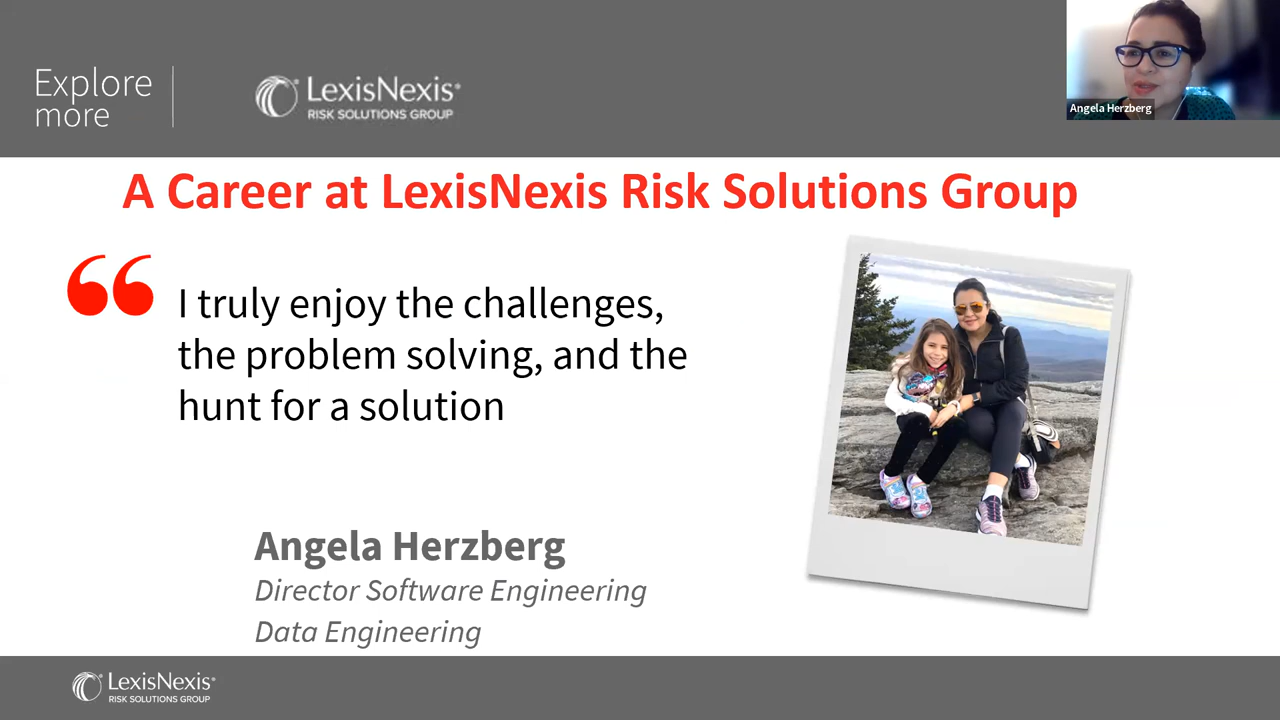 Explore
more
LexisNexis®
RISK SOLUTIONS GROUP
Angela Herzberg
A Career at LexisNexis Risk Solutions Group
“
I truly enjoy the challenges,
the problem solving, and the
hunt for a solution
Angela Herzberg
Director Software Engineering
Data Engineering
LexisNexis®
RISK SOLUTIONS GROUP